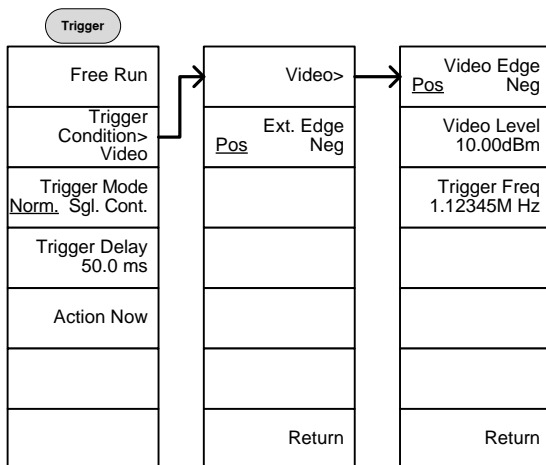 Trigger
Free Run
Trigger
Condition>
Video
Trigger Mode
Norm. Sgl. Cont.
Trigger Delay
50.0 ms
Action Now
Video>
Ext. Edge
Pos Neg
Return
Video Edge
Pos Neg
Video Level
10.00dBm
Trigger Freq
1.12345M Hz
Return